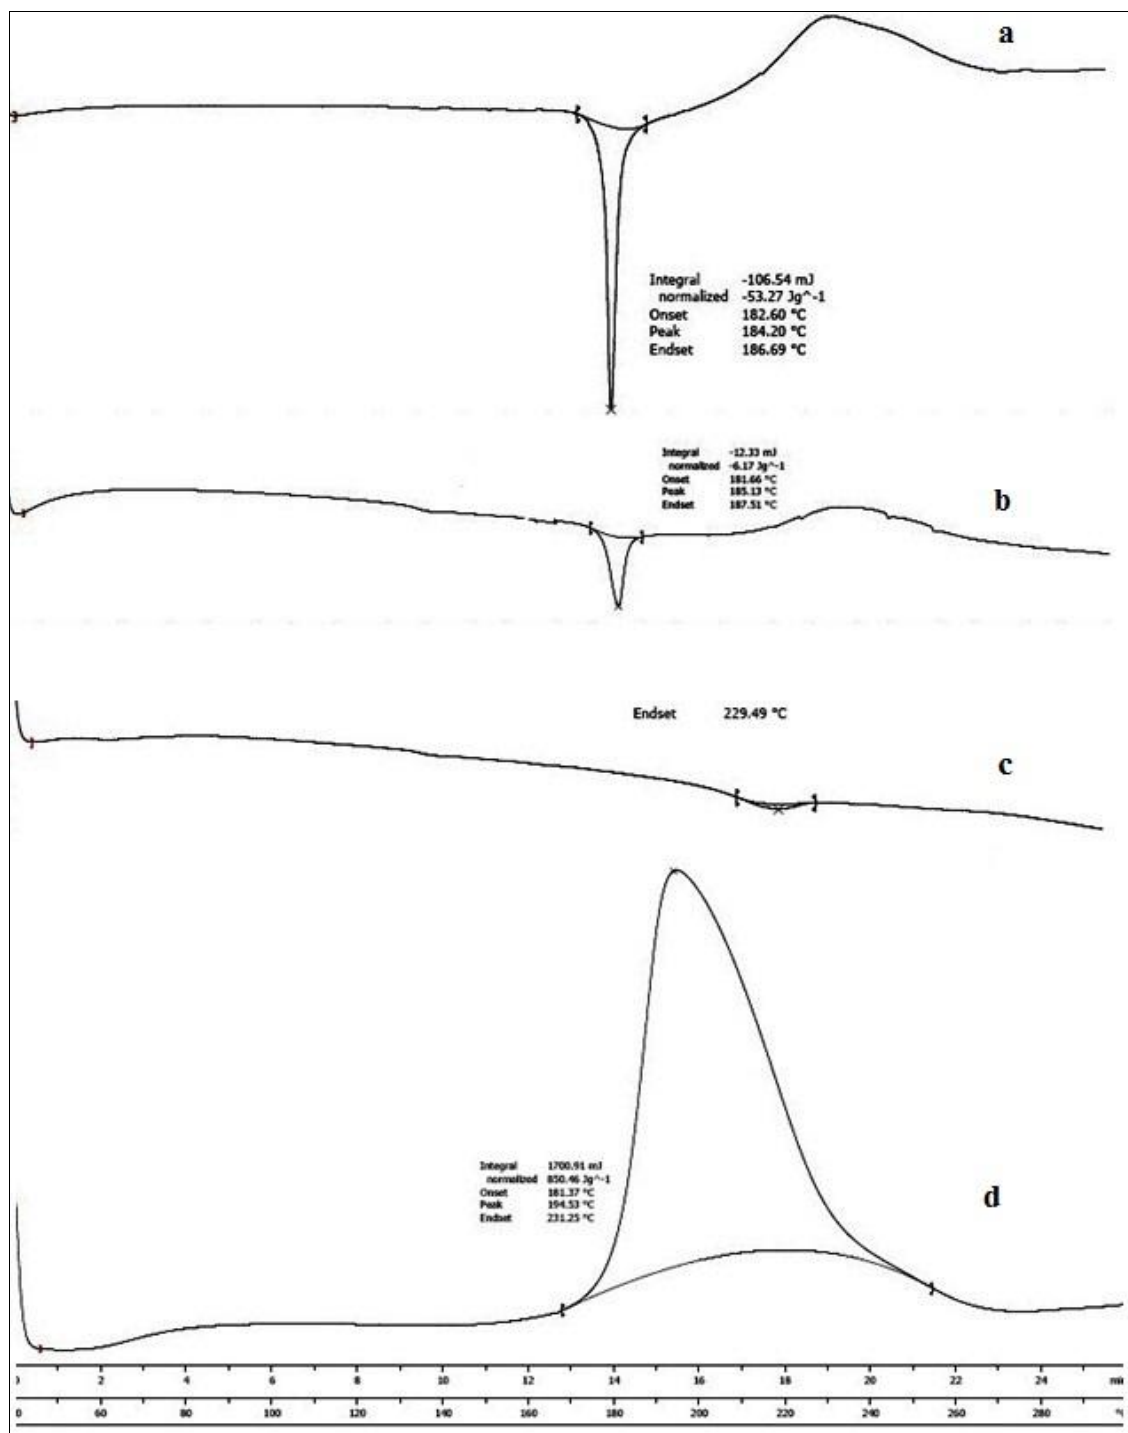 a
Integral -106.54 mJ
normalized -53.27 Jg^-1
Onset 182.60 °C
Peak 184.20 °C
Endset 186.69 °C
Integral -12.33 mJ
normalized -6.17 Jg^-1
Onset 181.66 °C
Peak 185.13 °C
Endset 187.51 °C
b
Endset 229.49 °C
c
Integral 1700.91 mJ
normalized 850.46 Jg^-1
Onset 181.37 °C
Peak 194.53 °C
Endset 231.25 °C
d
2 4 6 8 10 12 14 16 18 20 22 24
60 80 100 120 140 160 180 200 220 240 260 280